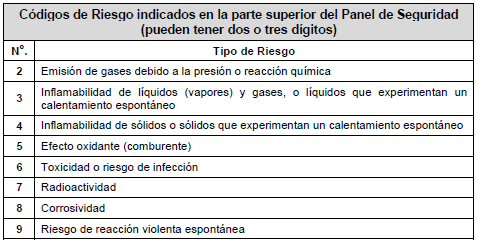 Códigos de Riesgo indicados en la parte superior del Panel de Seguridad
(pueden tener dos o tres dígitos)
N°. Tipo de Riesgo
2 Emisión de gases debido a la presión o reacción química
3 Inflamabilidad de líquidos (vapores) y gases, o líquidos que experimentan un
calentamiento espontáneo
4 Inflamabilidad de sólidos o sólidos que experimentan un calentamiento espontáneo
5 Efecto oxidante (comburente)
6 Toxicidad o riesgo de infección
7 Radioactividad
8 Corrosividad
9 Riesgo de reacción violenta espontánea